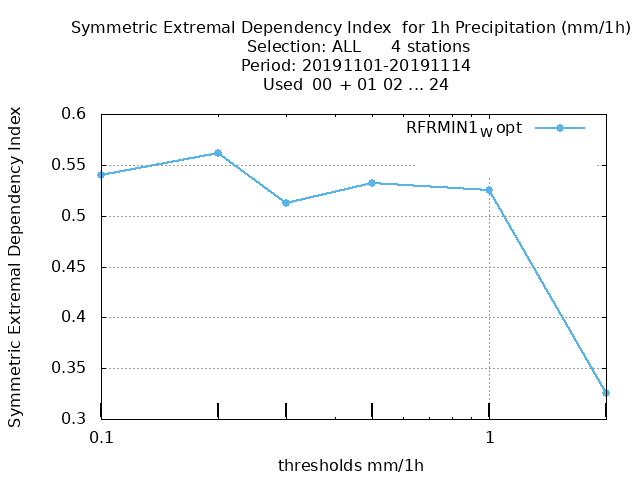 Symmetric Extremal Dependency Index for 1h Precipitation (mm/1h)
Selection: ALL 4 stations
Period: 20191101-20191114
Used 00 + 01 02 ... 24
RFRMIN1W opt
Symmetric Extremal Dependency Index
0.6
0.55
0.5
0.45
0.4
0.35
0.3
0.1 1
thresholds mm/1h